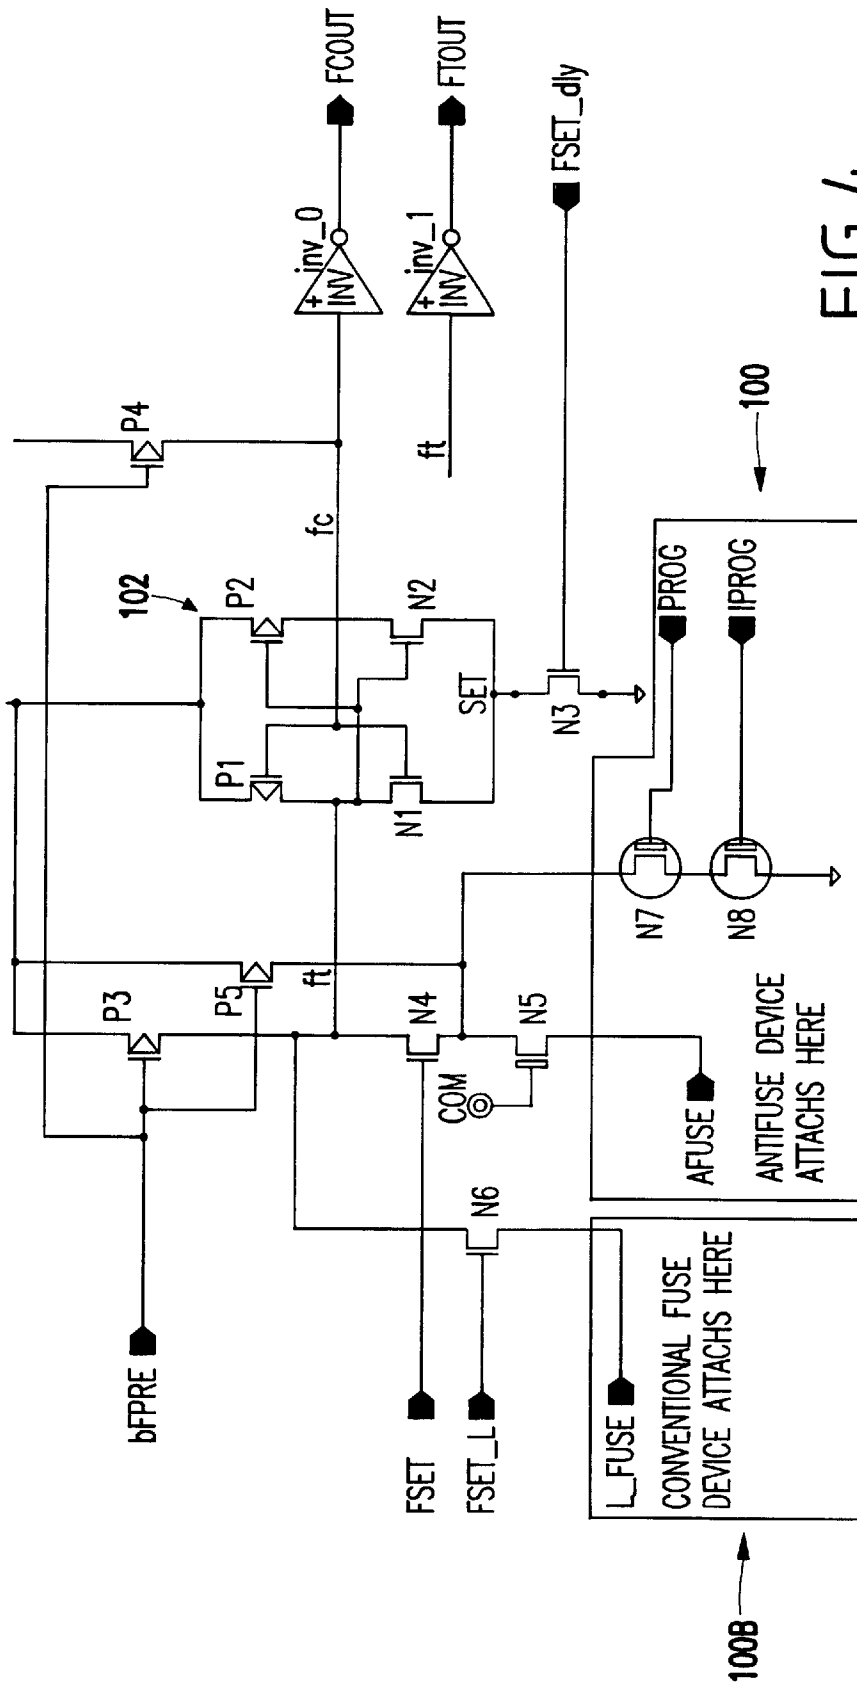 bFPRE
FSET
FSET_L
P3
P5
ft
N4
COM
N5
N6
102
P1
P2
fc
P4
N1
N2
SET
N3
+
INV
inv_0
FCOUT
ft
+
INV
inv_1
FTOUT
FSET_dly
L_FUSE
CONVENTIONAL FUSE
DEVICE ATTACHS HERE
100B
AFUSE
ANTIFUSE DEVICE
ATTACHS HERE
N7
N8
PROG
IPROG
100
FIG.4